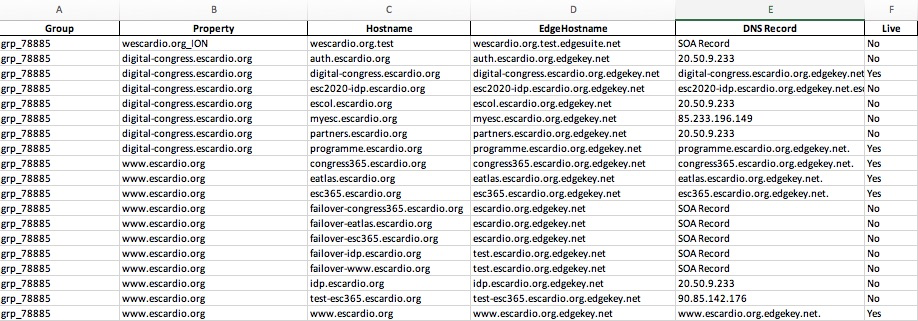 A B C D E F
Group Property Hostname EdgeHostname DNS Record Live
grp_78885 wescardio.org_ION wescardio.org.test wescardio.org.test.edgesuite.net SOA Record No
grp_78885 digital-congress.escardio.org auth.escardio.org auth.escardio.org.edgekey.net 20.50.9.233 No
grp_78885 digital-congress.escardio.org digital-congress.escardio.org digital-congress.escardio.org.edgekey.net digital-congress.escardio.org.edgekey.net Yes
grp_78885 digital-congress.escardio.org esc2020-idp.escardio.org esc2020-idp.escardio.org.edgekey.net esc2020-idp.escardio.org.edgekey.net.esc No
grp_78885 digital-congress.escardio.org escol.escardio.org escol.escardio.org.edgekey.net 20.50.9.233 No
grp_78885 digital-congress.escardio.org myesc.escardio.org myesc.escardio.org.edgekey.net 85.233.196.149 No
grp_78885 digital-congress.escardio.org partners.escardio.org partners.escardio.org.edgekey.net 20.50.9.233 No
grp_78885 digital-congress.escardio.org programme.escardio.org programme.escardio.org.edgekey.net programme.escardio.org.edgekey.net. Yes
grp_78885 www.escardio.org congress365.escardio.org congress365.escardio.org.edgekey.net congress365.escardio.org.edgekey.net. Yes
grp_78885 www.escardio.org eatlas.escardio.org eatlas.escardio.org.edgekey.net eatlas.escardio.org.edgekey.net. Yes
grp_78885 www.escardio.org esc365.escardio.org esc365.escardio.org.edgekey.net esc365.escardio.org.edgekey.net. Yes
grp_78885 www.escardio.org failover-congress365.escardio.org escardio.org.edgekey.net SOA Record No
grp_78885 www.escardio.org failover-eatlas.escardio.org escardio.org.edgekey.net SOA Record No
grp_78885 www.escardio.org failover-esc365.escardio.org escardio.org.edgekey.net SOA Record No
grp_78885 www.escardio.org failover-idp.escardio.org test.escardio.org.edgekey.net SOA Record No
grp_78885 www.escardio.org failover-www.escardio.org test.escardio.org.edgekey.net SOA Record No
grp_78885 www.escardio.org idp.escardio.org idp.escardio.org.edgekey.net 20.50.9.233 No
grp_78885 www.escardio.org test-esc365.escardio.org test-esc365.escardio.org.edgekey.net 90.85.142.176 No
grp_78885 www.escardio.org www.escardio.org www.escardio.org.edgekey.net www.escardio.org.edgekey.net. Yes